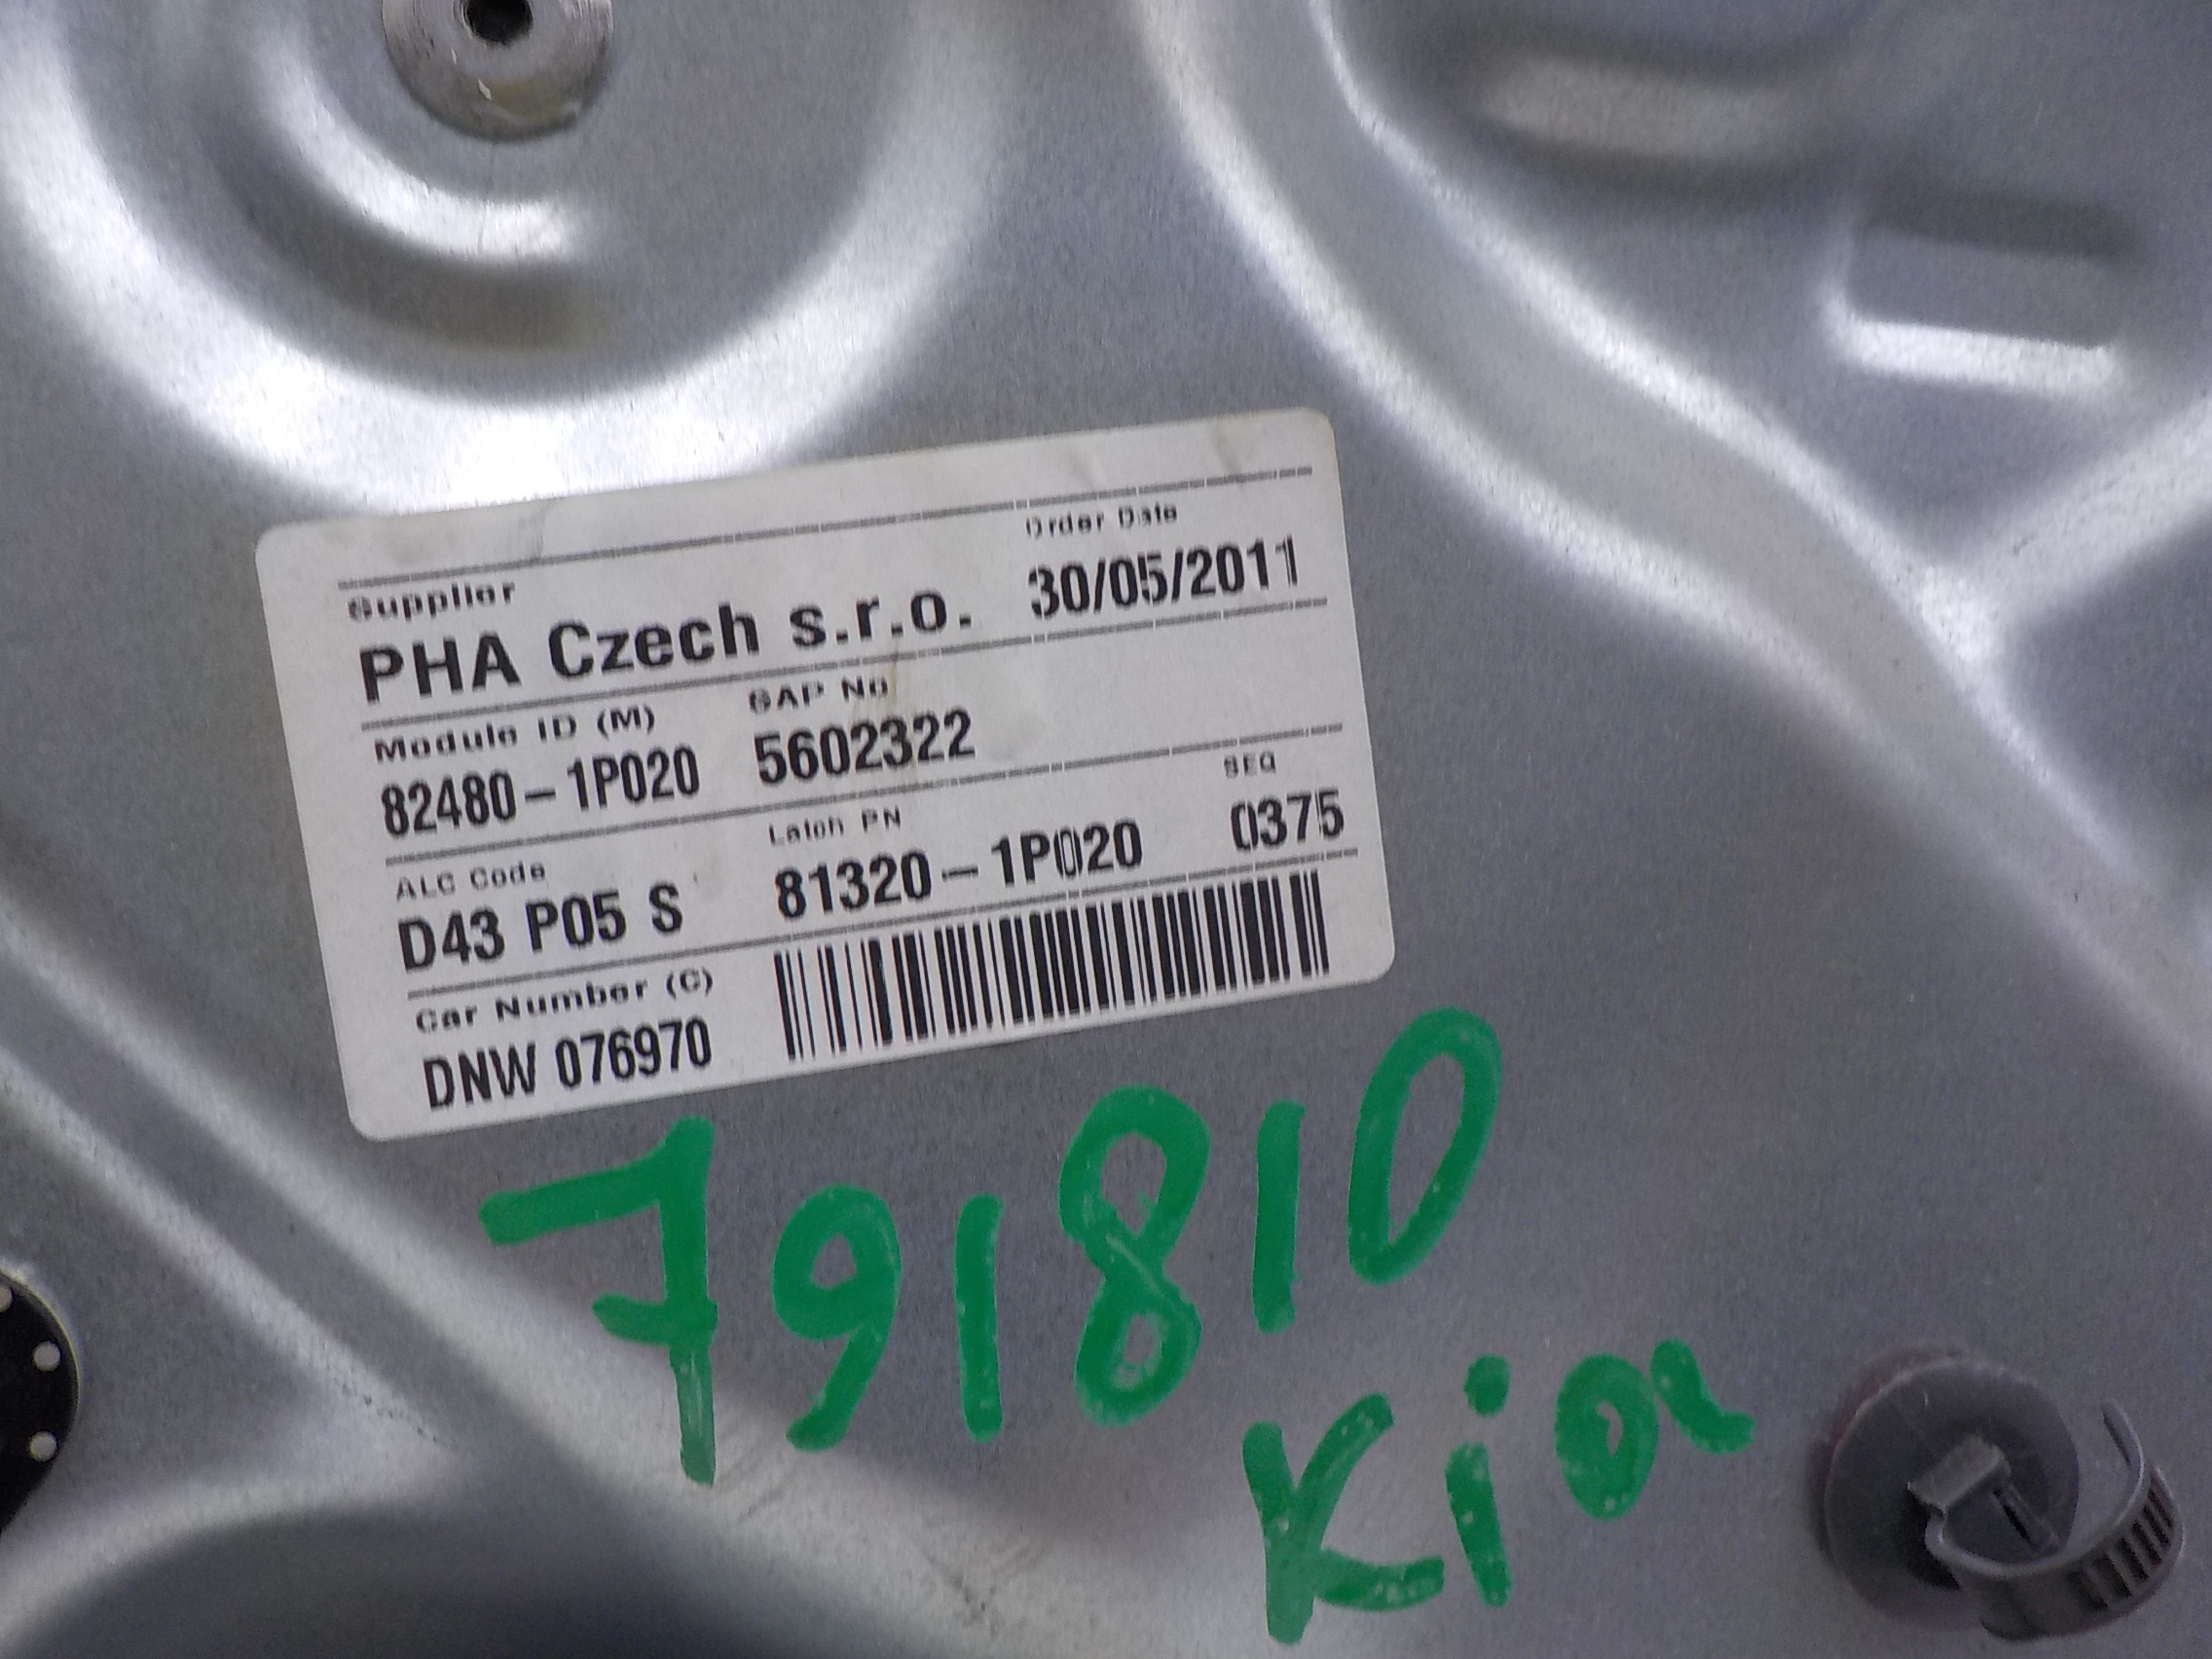 Supplier Order Date
PHA Czech s.r.o. 30/05/2011
Module ID (M) SAP No
82480-1P020 5602322
ALC Code Latch PN SEQ
D43 P05 S 81320-1P020 0375
Car Number (C)
DNW 076970
791810
Kia